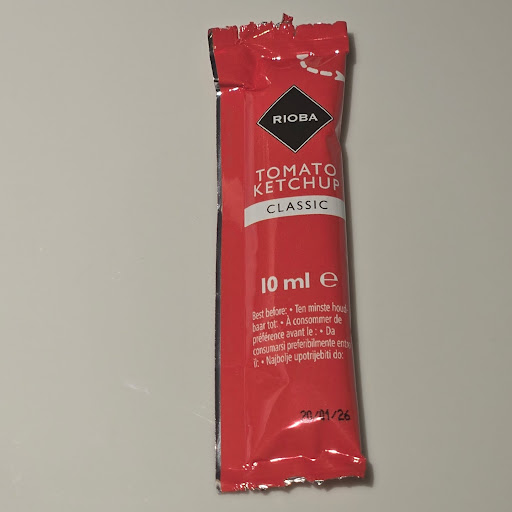 RIOBA
TOMATO
KETCHUP
CLASSIC
10 ml ℮
Best before: • Ten minste houd-
baar tot: • À consommer de
préférence avant le : • Da
consumarsi preferibilmente entro
il: • Najbolje upotrijebiti do:
20/01/26